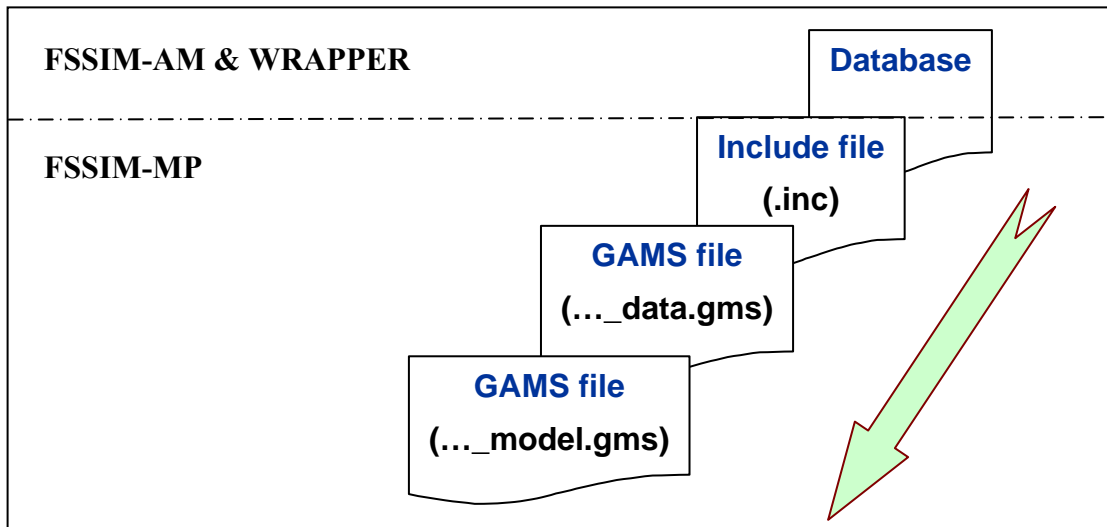 FSSIM-AM & WRAPPER
Database
FSSIM-MP
Include file
(.inc)
GAMS file
(…_data.gms)
GAMS file
(…_model.gms)